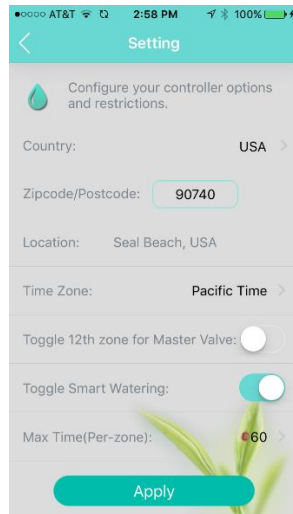 AT&T 2:58 PM 100%
Setting
Configure your controller options
and restrictions.
Country: USA
Zipcode/Postcode: 90740
Location: Seal Beach, USA
Time Zone: Pacific Time
Toggle 12th zone for Master Valve:
Toggle Smart Watering:
Max Time(Per-zone): 60
Apply